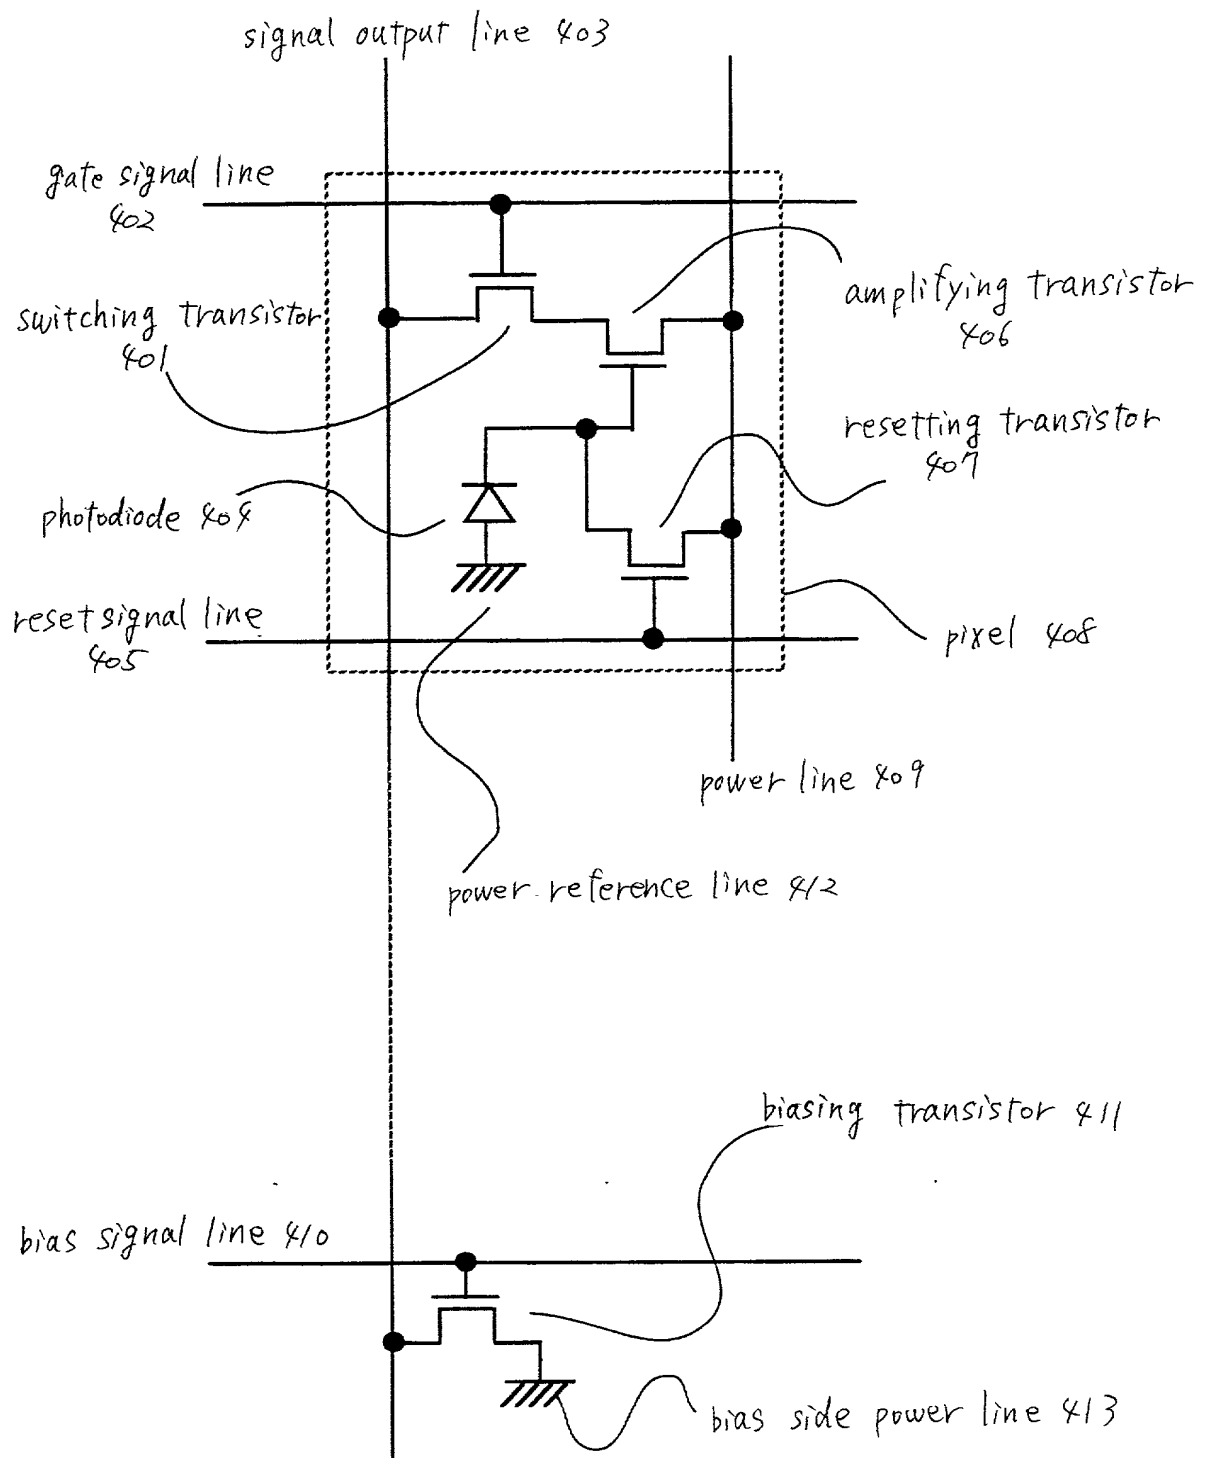 signal output line 403
gate signal line
402
switching transistor
401
amplifying transistor
406
resetting transistor
407
photodiode 404
reset signal line
405
pixel 408
power line 409
power reference line 412
biasing transistor 411
bias signal line 410
bias side power line 413